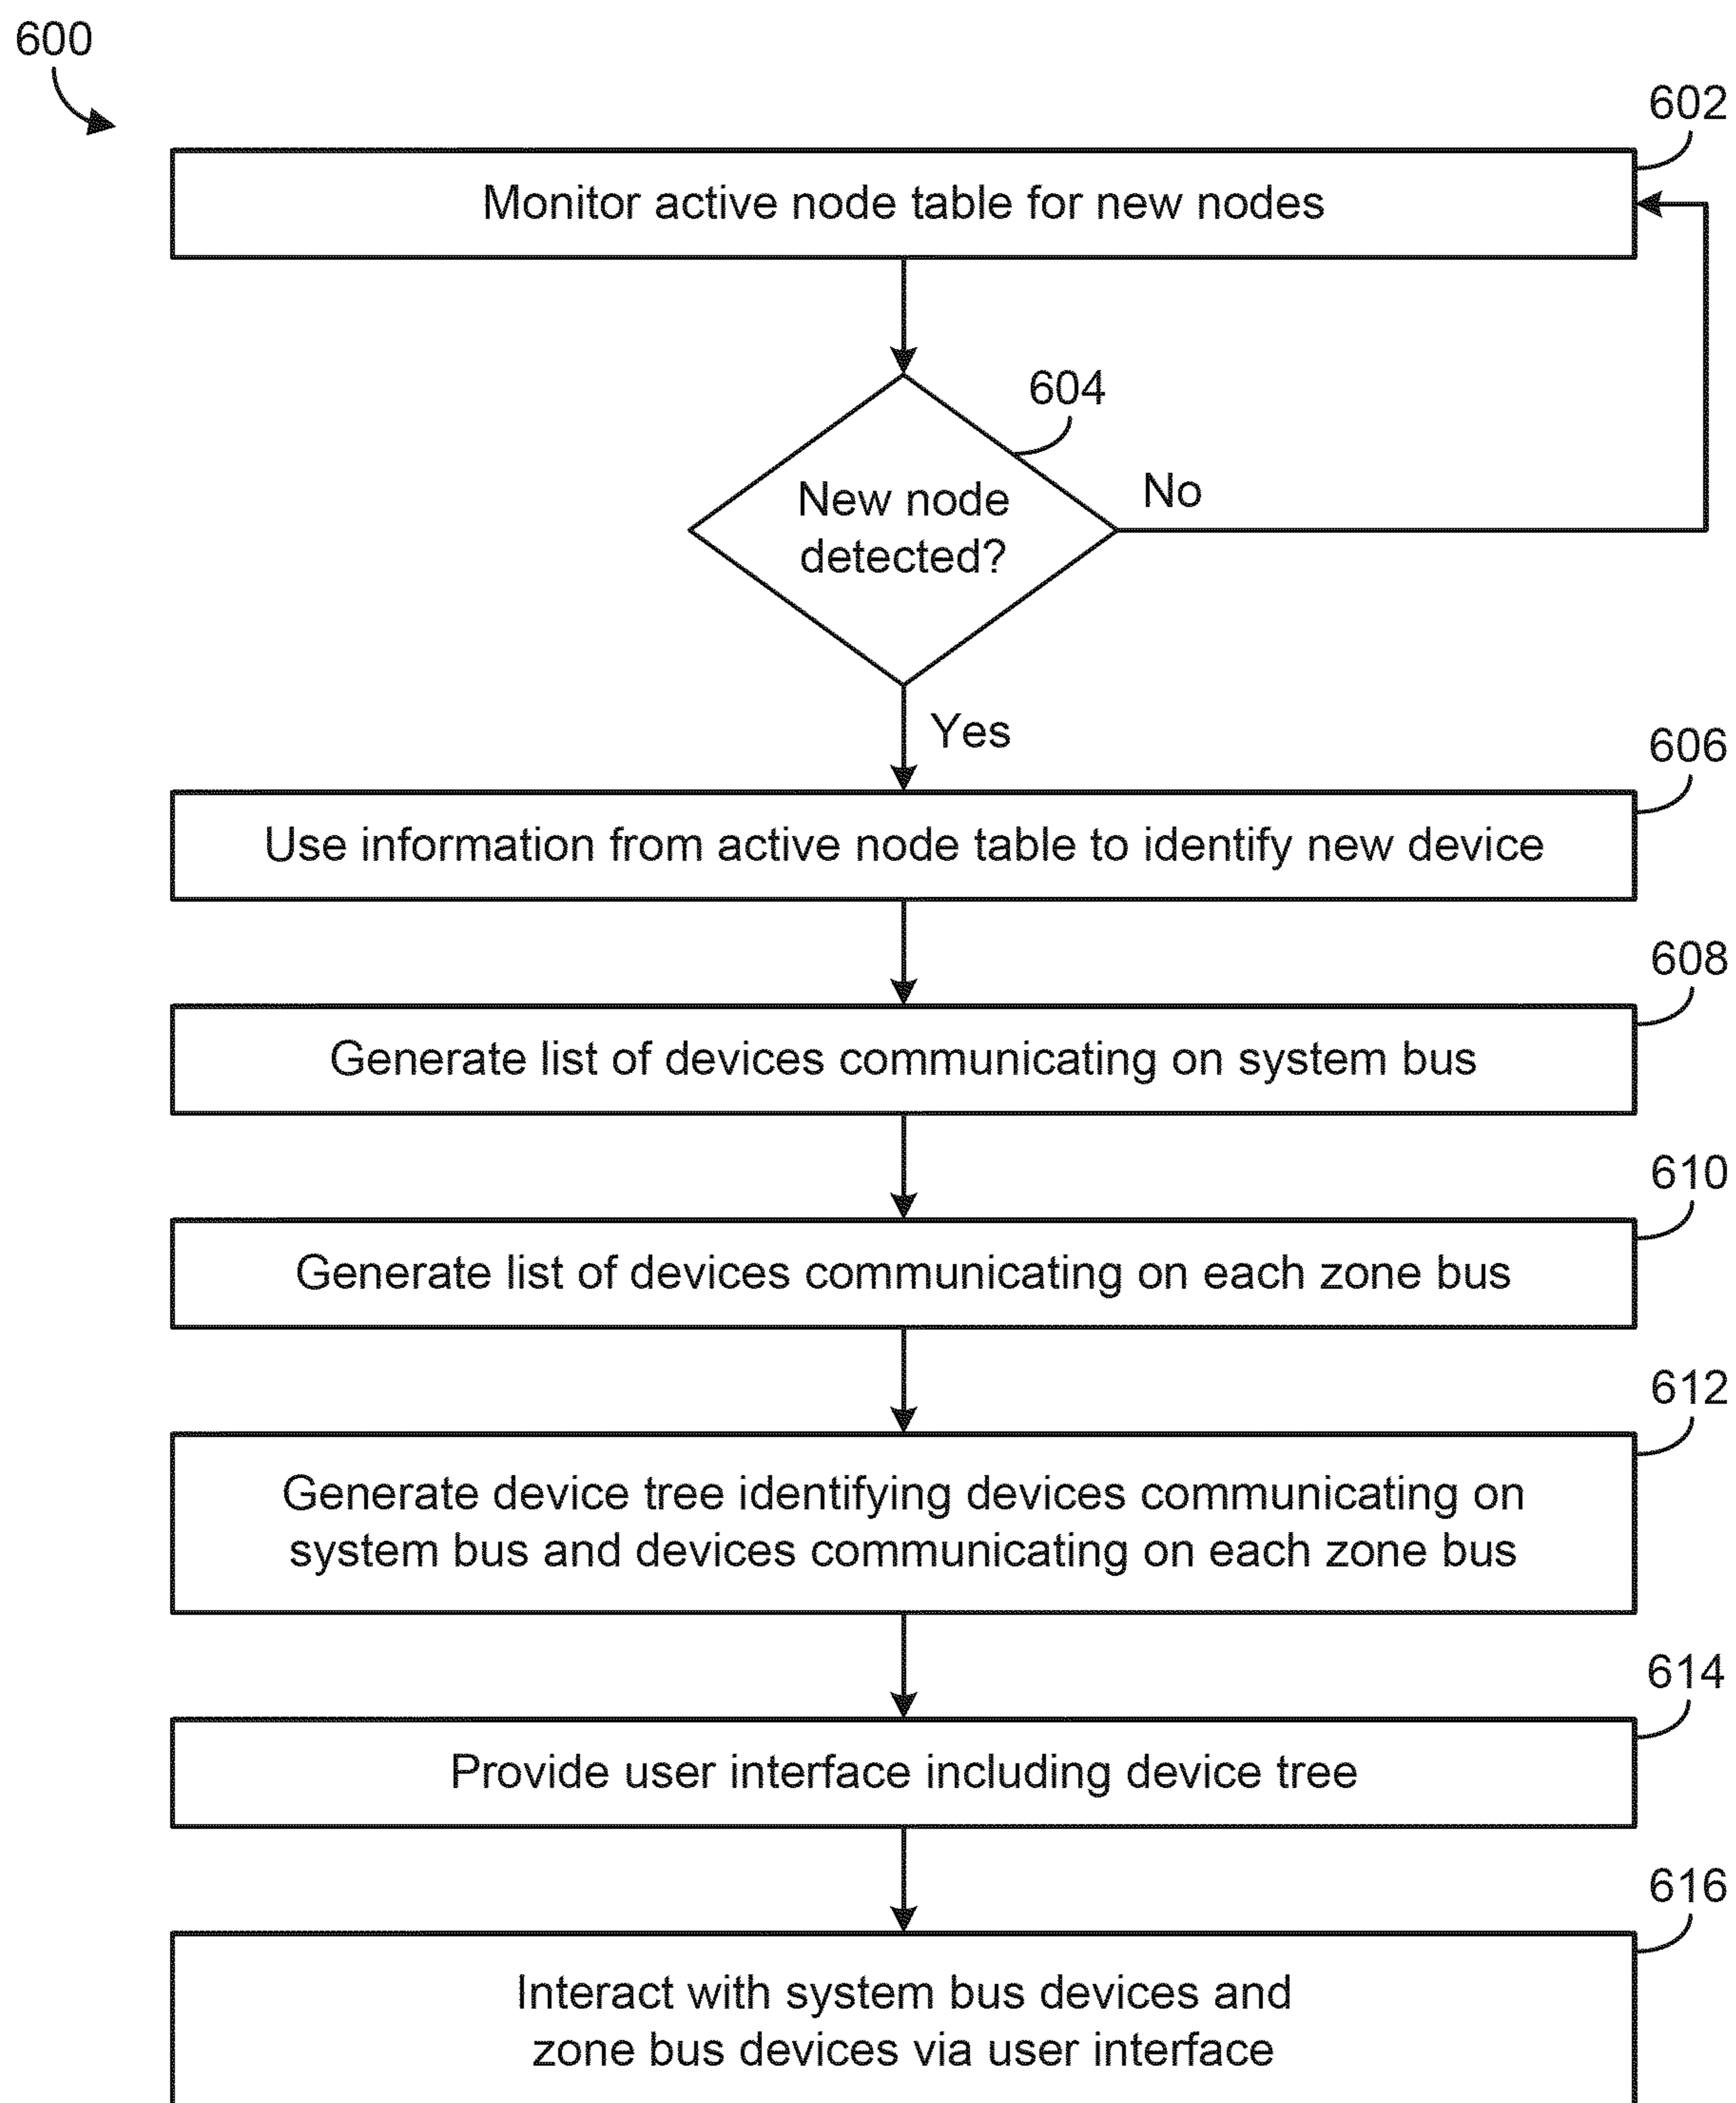 600
602
Monitor active node table for new nodes
604
New node
detected?
No
Yes
606
Use information from active node table to identify new device
608
Generate list of devices communicating on system bus
610
Generate list of devices communicating on each zone bus
612
Generate device tree identifying devices communicating on
system bus and devices communicating on each zone bus
614
Provide user interface including device tree
616
Interact with system bus devices and
zone bus devices via user interface